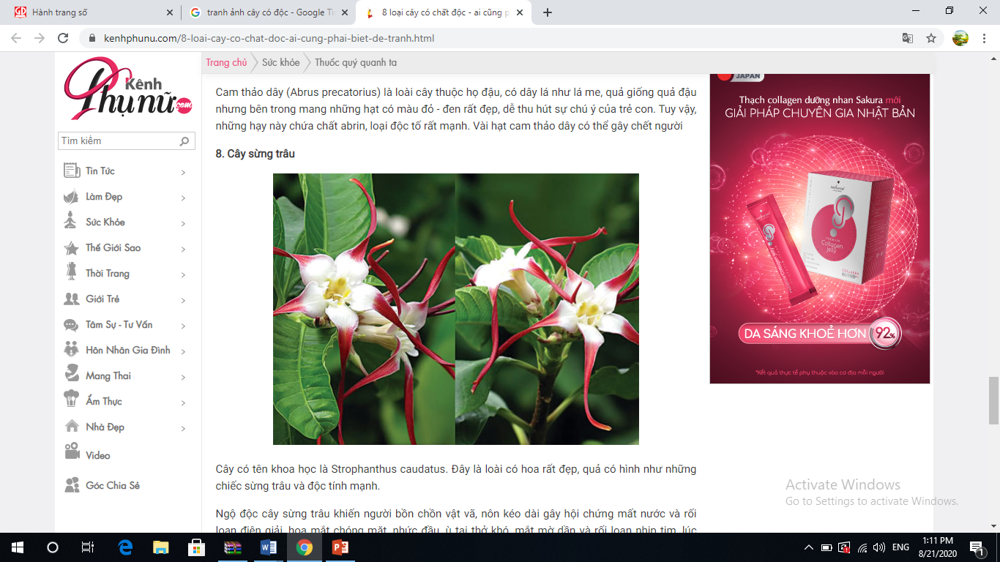 Hành trang số
tranh ảnh cây có độc - Google Tì
8 loại cây có chất độc - ai cũng p
kenhphunu.com/8-loai-cay-co-chat-doc-ai-cung-phai-biet-de-tranh.html
Kênh
Phụ nữ.com
Tìm kiếm
Tin Tức
Làm Đẹp
Sức Khỏe
Thế Giới Sao
Thời Trang
Giới Trẻ
Tâm Sự - Tư Vấn
Hôn Nhân Gia Đình
Mang Thai
Ẩm Thực
Nhà Đẹp
Video
Góc Chia Sẻ
Trang chủ
Sức khỏe
Thuốc quý quanh ta
Cam thảo dây (Abrus precatorius) là loài cây thuộc họ đậu, có dây lá như lá me, quả giống quả đậu
nhưng bên trong mang những hạt có màu đỏ - đen rất đẹp, dễ thu hút sự chú ý của trẻ con. Tuy vậy,
những hạy này chứa chất abrin, loại độc tố rất mạnh. Vài hạt cam thảo dây có thể gây chết người
8. Cây sừng trâu
Cây có tên khoa học là Strophanthus caudatus. Đây là loài có hoa rất đẹp, quả có hình như những
chiếc sừng trâu và độc tính mạnh.
Ngộ độc cây sừng trâu khiến người bồn chồn vật vã, nôn kéo dài gây hội chứng mất nước và rối
loạn điện giải, hoa mắt chóng mặt, nhức đầu, ù tai thở khó, mắt mờ dần và rối loạn nhịp tim, lúc
JAPAN
Thạch collagen dưỡng nhan Sakura mới
GIẢI PHÁP CHUYÊN GIA NHẬT BẢN
sakura
Collagen
Jelly
COLLAGEN
DA SÁNG KHOẺ HƠN 92%
*Kết quả thực tế phụ thuộc vào cơ địa mỗi người
Activate Windows
Go to Settings to activate Windows.
ENG
1:11 PM
8/21/2020
1